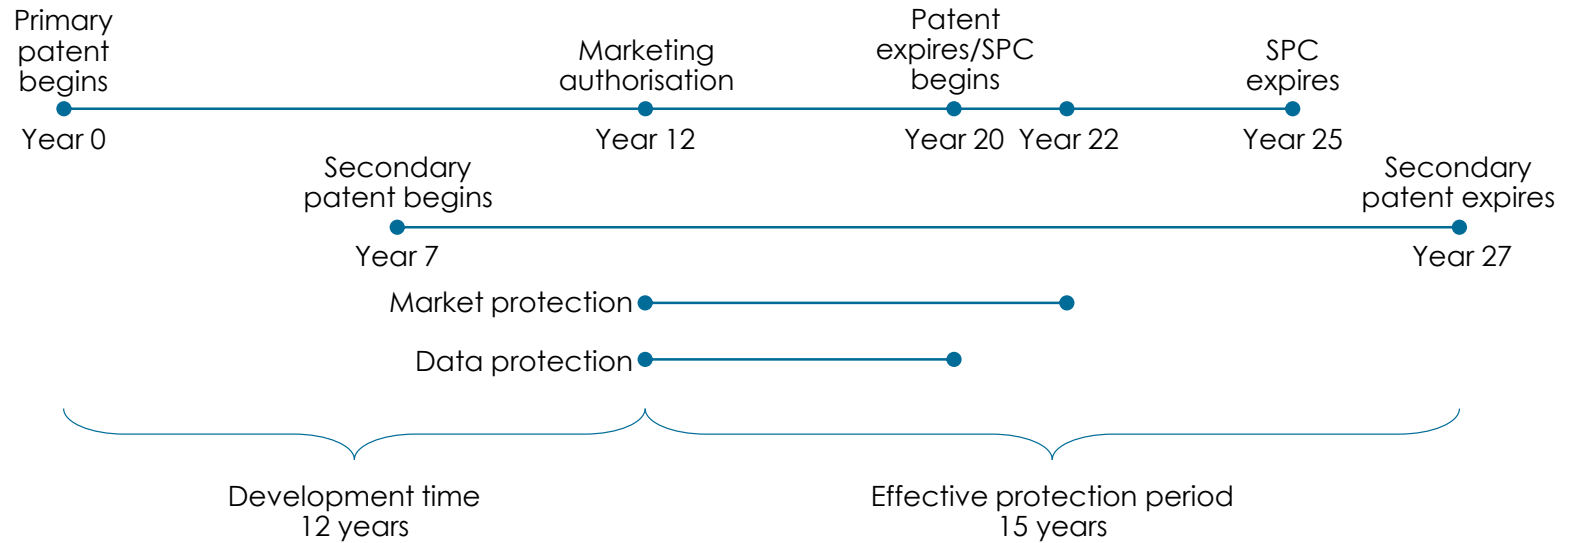 Primary
patent
begins
Marketing
authorisation
Patent
expires/SPC
begins
SPC
expires
Year 0
Year 12
Year 20
Year 22
Year 25
Secondary
patent begins
Secondary
patent expires
Year 7
Year 27
Market protection
Data protection
Development time
12 years
Effective protection period
15 years